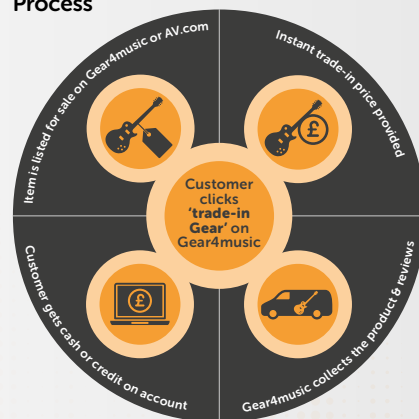 Process
Item is listed for sale on Gear4music or AV.com
Instant trade-in price provided
Customer
clicks
'trade-in
Gear' on
Gear4music
£
£
Customer gets cash or credit on account
Gear4music collects the product & reviews